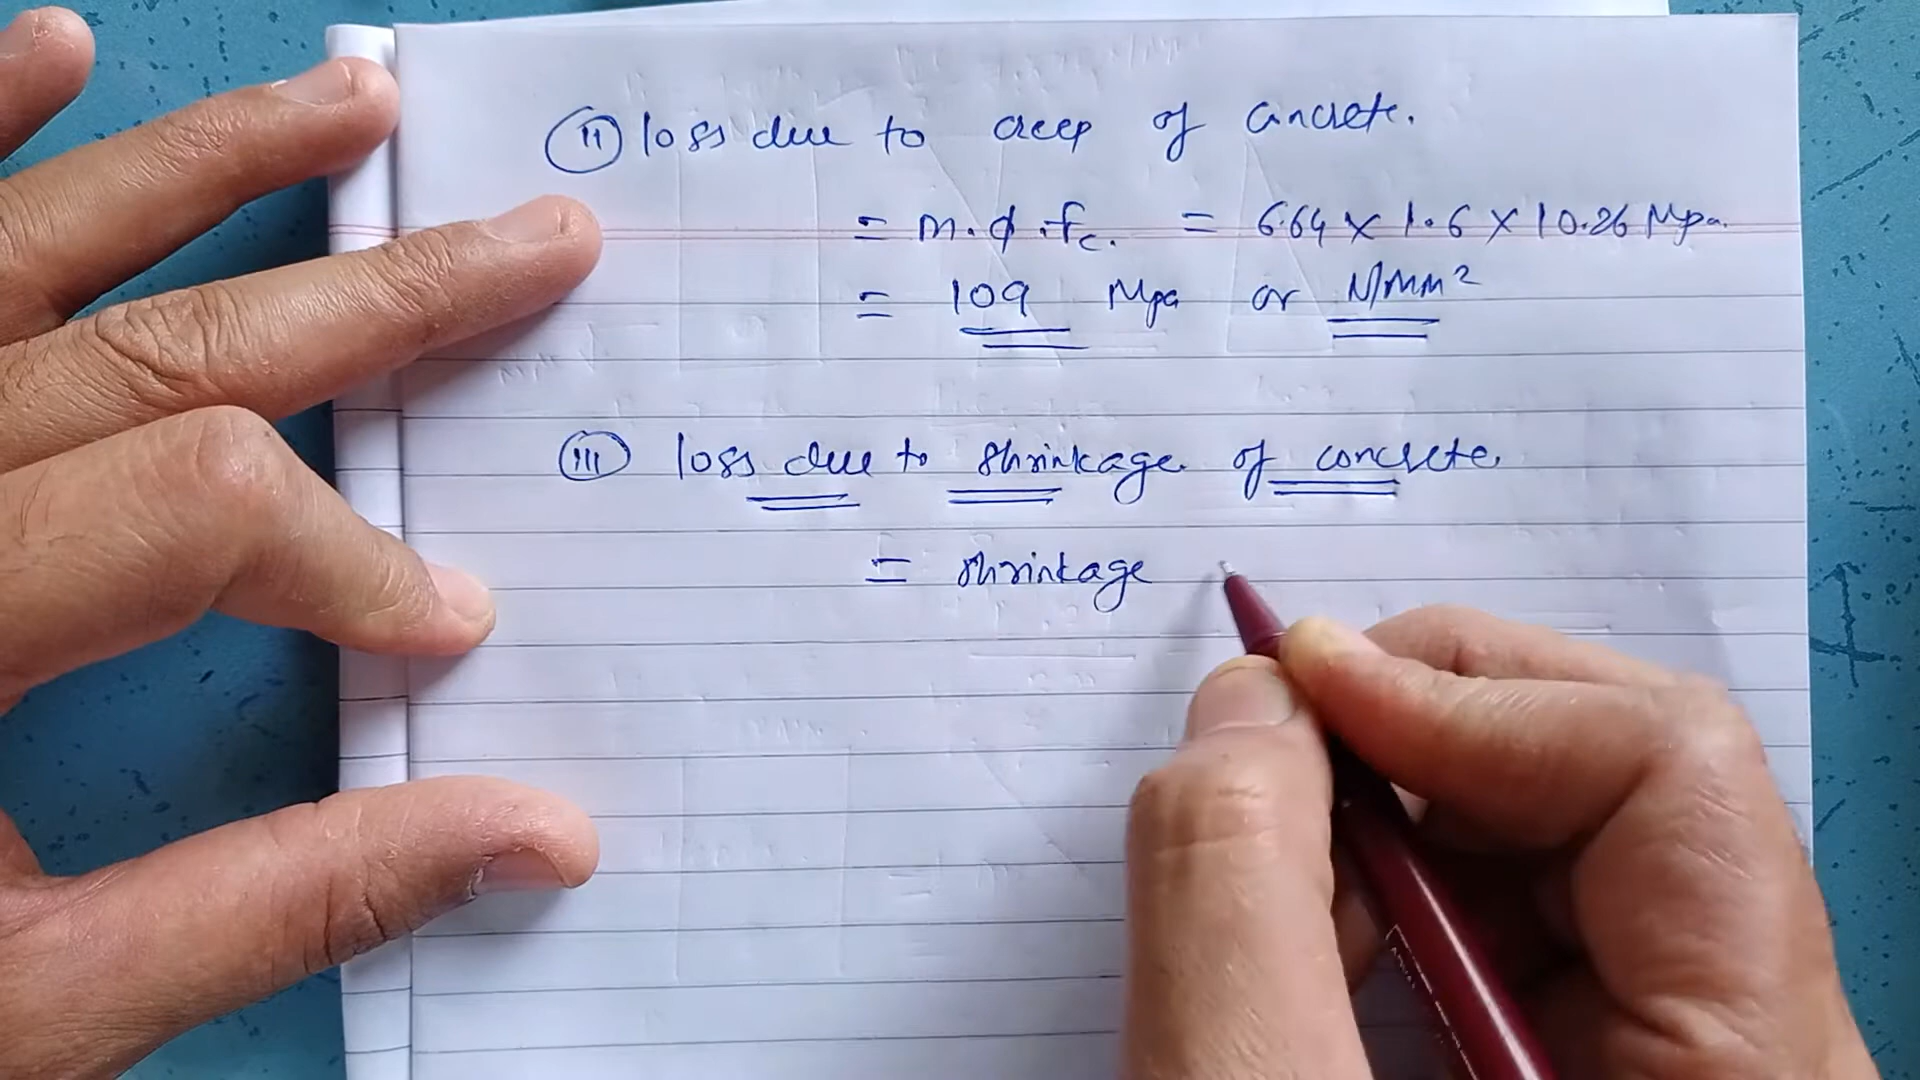 (II) loss due to creep of concrete.
= m.ϕ.fc. = 6.64 × 1.6 × 10.26 Mpa.
= 109 Mpa or N/mm²
(III) loss due to shrinkage of concrete.
= shrinkage